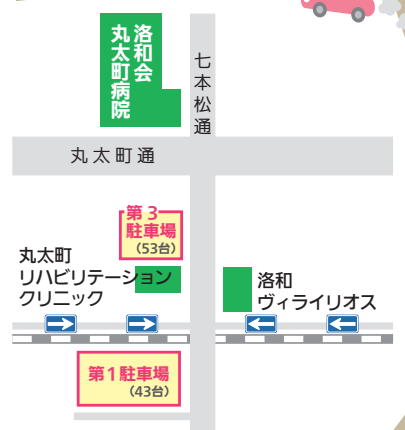 洛和会
丸太町病院
七本松通
丸太町通
第3
駐車場
(53台)
丸太町
リハビリテーション
クリニック
洛和
ヴィライリオス
第1駐車場
(43台)